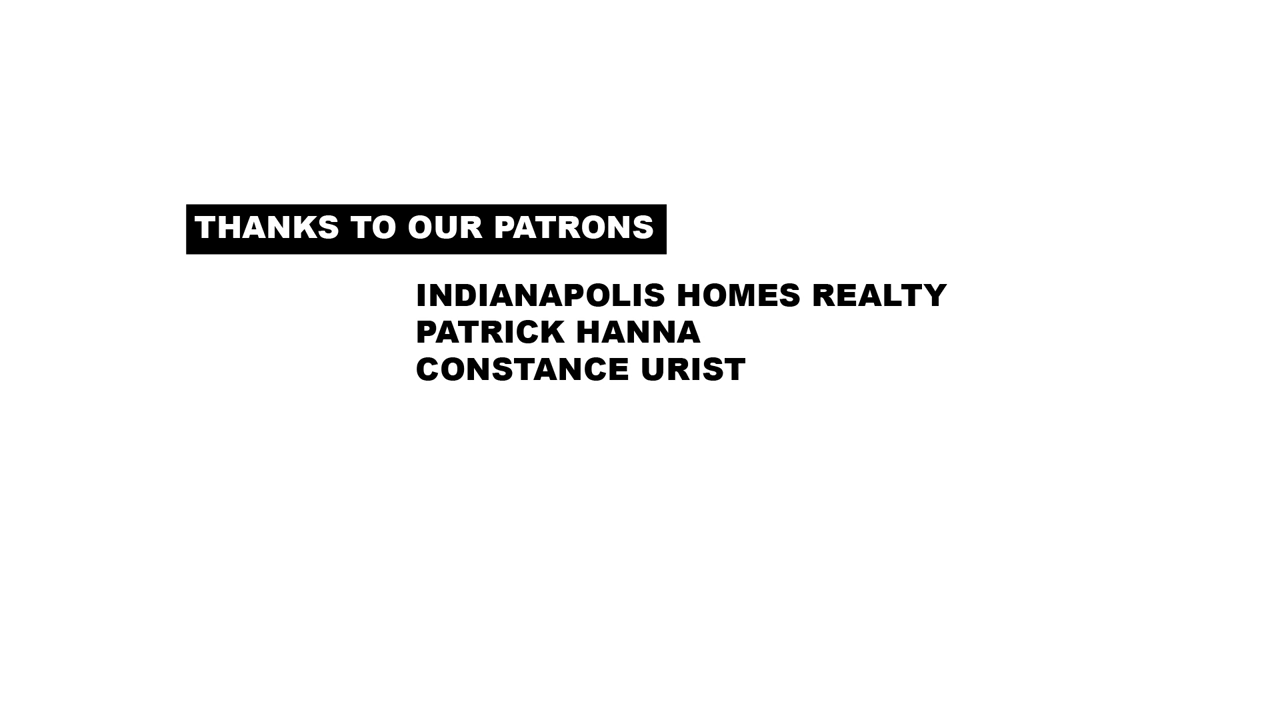 THANKS TO OUR PATRONS
INDIANAPOLIS HOMES REALTY
PATRICK HANNA
CONSTANCE URIST